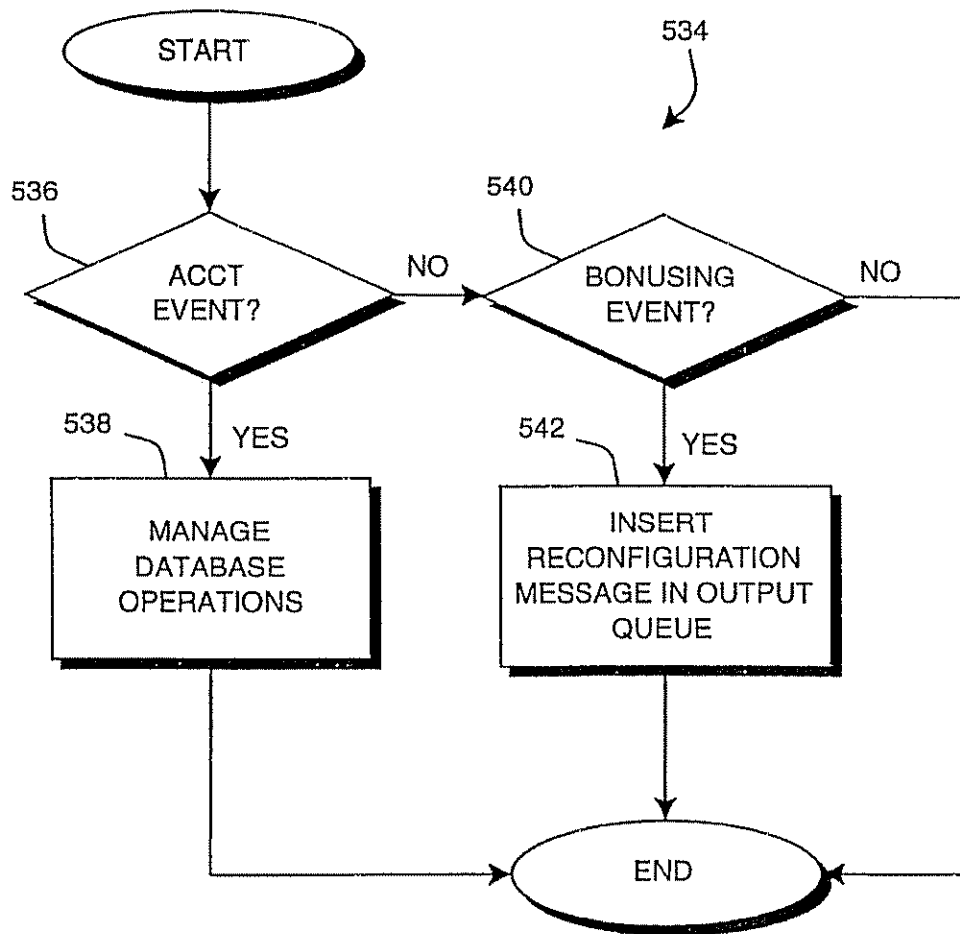 START
534
536
ACCT
EVENT?
NO
540
BONUSING
EVENT?
NO
538
YES
MANAGE
DATABASE
OPERATIONS
542
YES
INSERT
RECONFIGURATION
MESSAGE IN OUTPUT
QUEUE
END